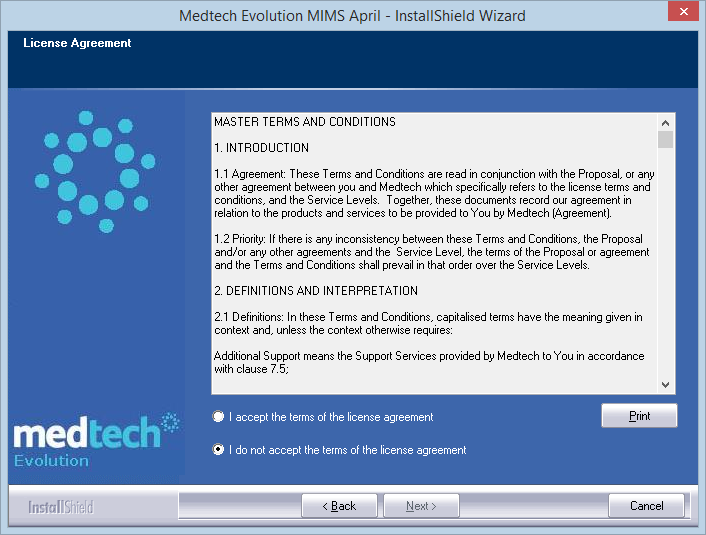 Medtech Evolution MIMS April - InstallShield Wizard
License Agreement
MASTER TERMS AND CONDITIONS
1. INTRODUCTION
1.1 Agreement: These Terms and Conditions are read in conjunction with the Proposal, or any
other agreement between you and Medtech which specifically refers to the license terms and
conditions, and the Service Levels.  Together, these documents record our agreement in
relation to the products and services to be provided to You by Medtech (Agreement).
1.2 Priority: If there is any inconsistency between these Terms and Conditions, the Proposal
and/or any other agreements and the  Service Level, the terms of the Proposal or agreement
and the Terms and Conditions shall prevail in that order over the Service Levels.
2. DEFINITIONS AND INTERPRETATION
2.1 Definitions: In these Terms and Conditions, capitalised terms have the meaning given in
context and, unless the context otherwise requires:
Additional Support means the Support Services provided by Medtech to You in accordance
with clause 7.5;
I accept the terms of the license agreement
Print
I do not accept the terms of the license agreement
medtech
Evolution
InstallShield
< Back
Next >
Cancel